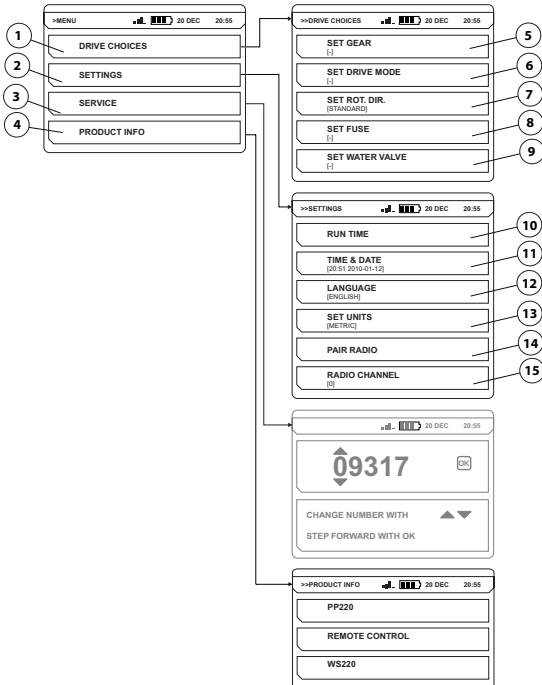 >MENU 20 DEC 20:55
1 DRIVE CHOICES
2 SETTINGS
3 SERVICE
4 PRODUCT INFO
>>DRIVE CHOICES 20 DEC 20:55
SET GEAR 5
[-]
SET DRIVE MODE 6
[-]
SET ROT. DIR. 7
[STANDARD]
SET FUSE 8
[-]
SET WATER VALVE 9
[-]
>>SETTINGS 20 DEC 20:55
RUN TIME 10
TIME & DATE 11
[20:51 2010-01-12]
LANGUAGE 12
[ENGLISH]
SET UNITS 13
[METRIC]
PAIR RADIO 14
RADIO CHANNEL 15
[0]
20 DEC 20:55
09317 OK
CHANGE NUMBER WITH
STEP FORWARD WITH OK
>>PRODUCT INFO 20 DEC 20:55
PP220
REMOTE CONTROL
WS220